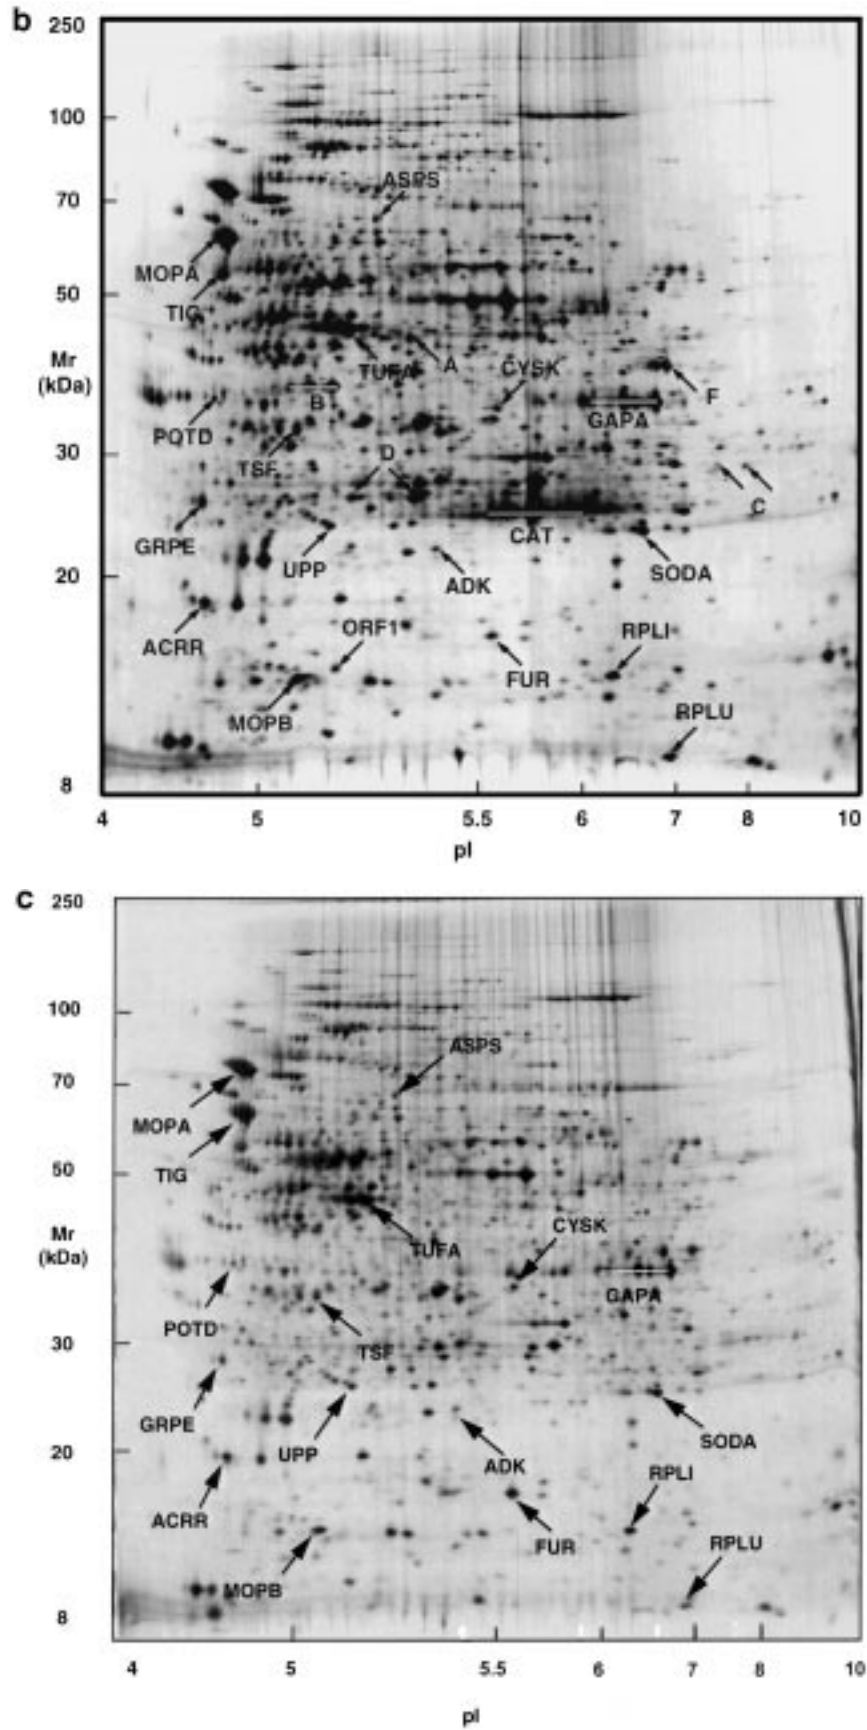 b
250
100
ASPS
70
MOPA
TIG
50
Mr
(kDa)
TUFA
A
CYSK
F
B
GAPA
POTD
TSF
D
30
C
GRPE
UPP
CAT
ADK
SODA
20
ACRR
ORF1
RPLI
FUR
MOPB
RPLU
8
4 5 5.5 6 7 8 10
pI
c
250
100
ASPS
70
MOPA
TIG
50
Mr
(kDa)
TUFA
CYSK
GAPA
POTD
TSF
30
GRPE
UPP
SODA
20
ADK
RPLI
ACRR
FUR
RPLU
MOPB
8
4 5 5.5 6 7 8 10
pI